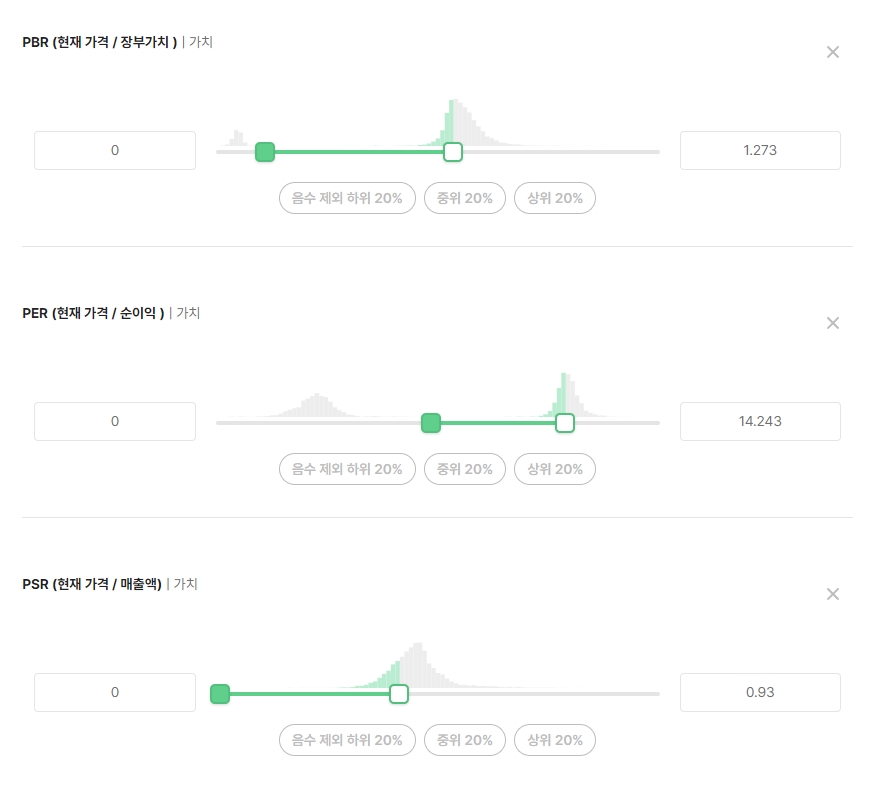 PBR (현재 가격 / 장부가치 ) | 가치
0
1.273
음수 제외 하위 20% 중위 20% 상위 20%
PER (현재 가격 / 순이익 ) | 가치
0
14.243
음수 제외 하위 20% 중위 20% 상위 20%
PSR (현재 가격 / 매출액) | 가치
0
0.93
음수 제외 하위 20% 중위 20% 상위 20%